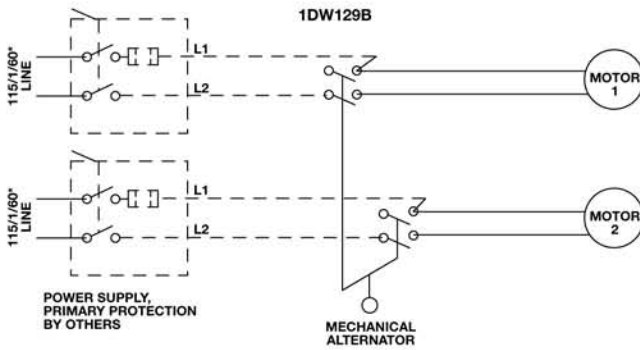 1DW129B
115/1/60*
LINE
L1
L2
MOTOR
1
115/1/60*
LINE
L1
L2
MOTOR
2
POWER SUPPLY,
PRIMARY PROTECTION
BY OTHERS
MECHANICAL
ALTERNATOR